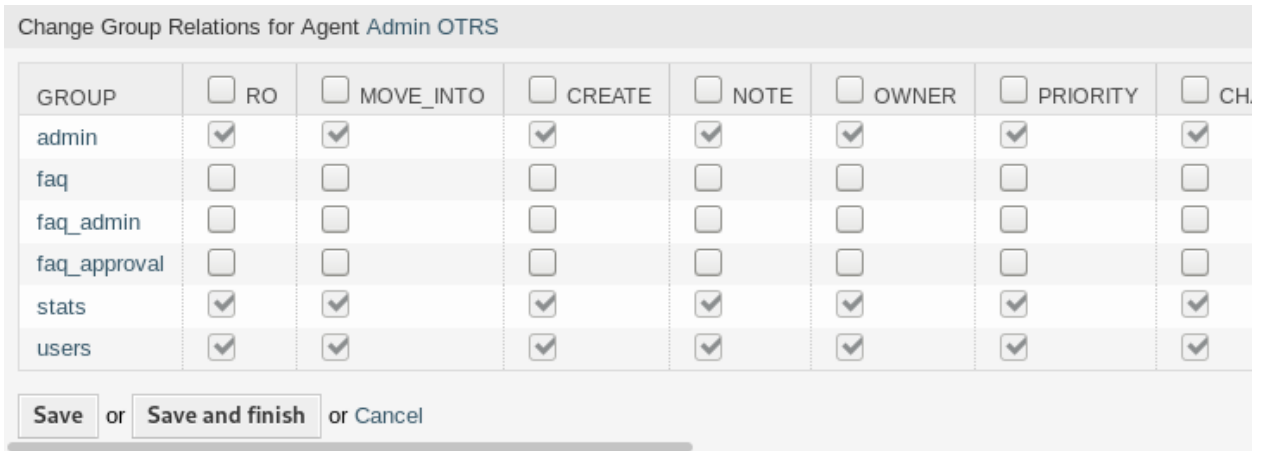 Change Group Relations for Agent Admin OTRS
GROUP RO MOVE_INTO CREATE NOTE OWNER PRIORITY
admin
faq
faq_admin
faq_approval
stats
users
Save or Save and finish or Cancel